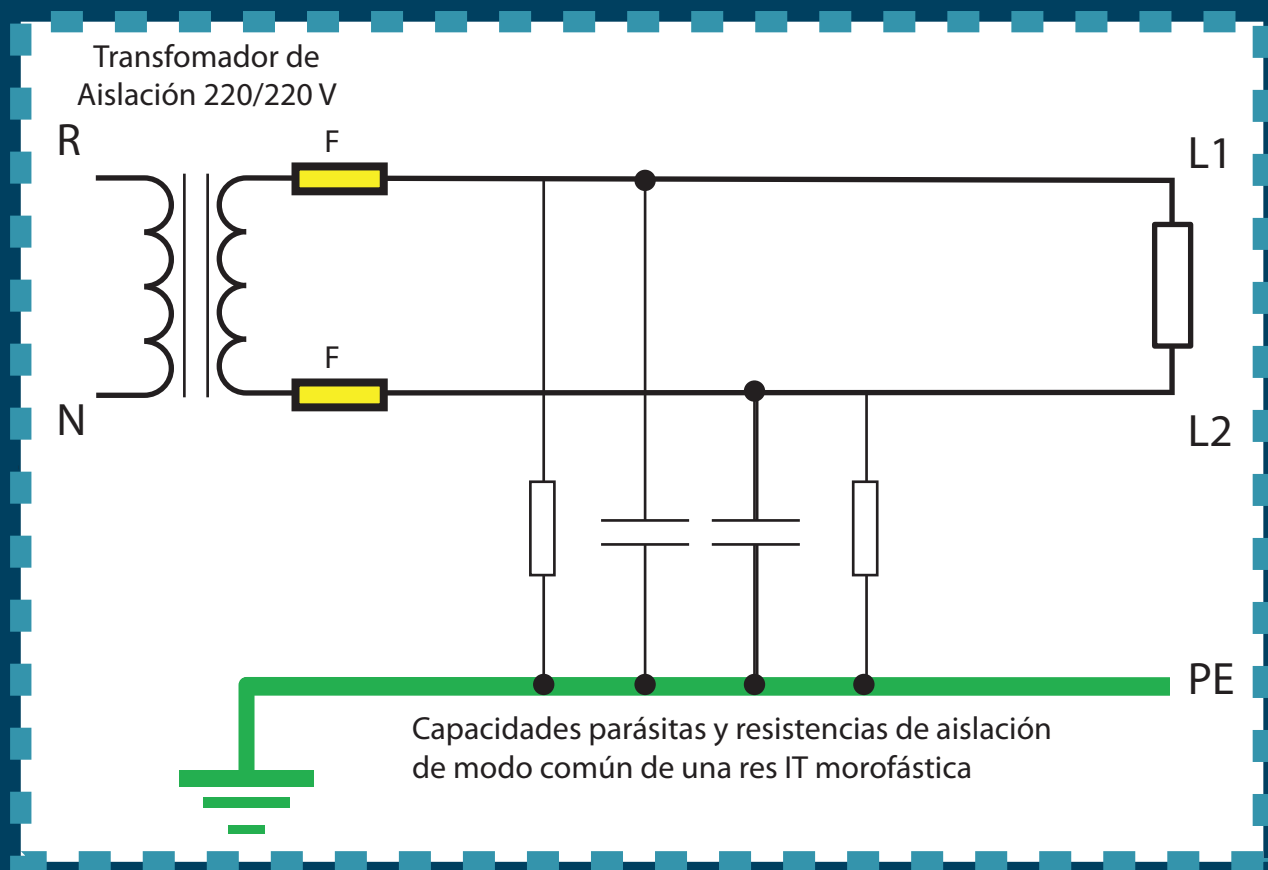 Transfomador de
Aislación 220/220 V
R
F
L1
F
N
L2
PE
Capacidades parásitas y resistencias de aislación
de modo común de una res IT morofástica